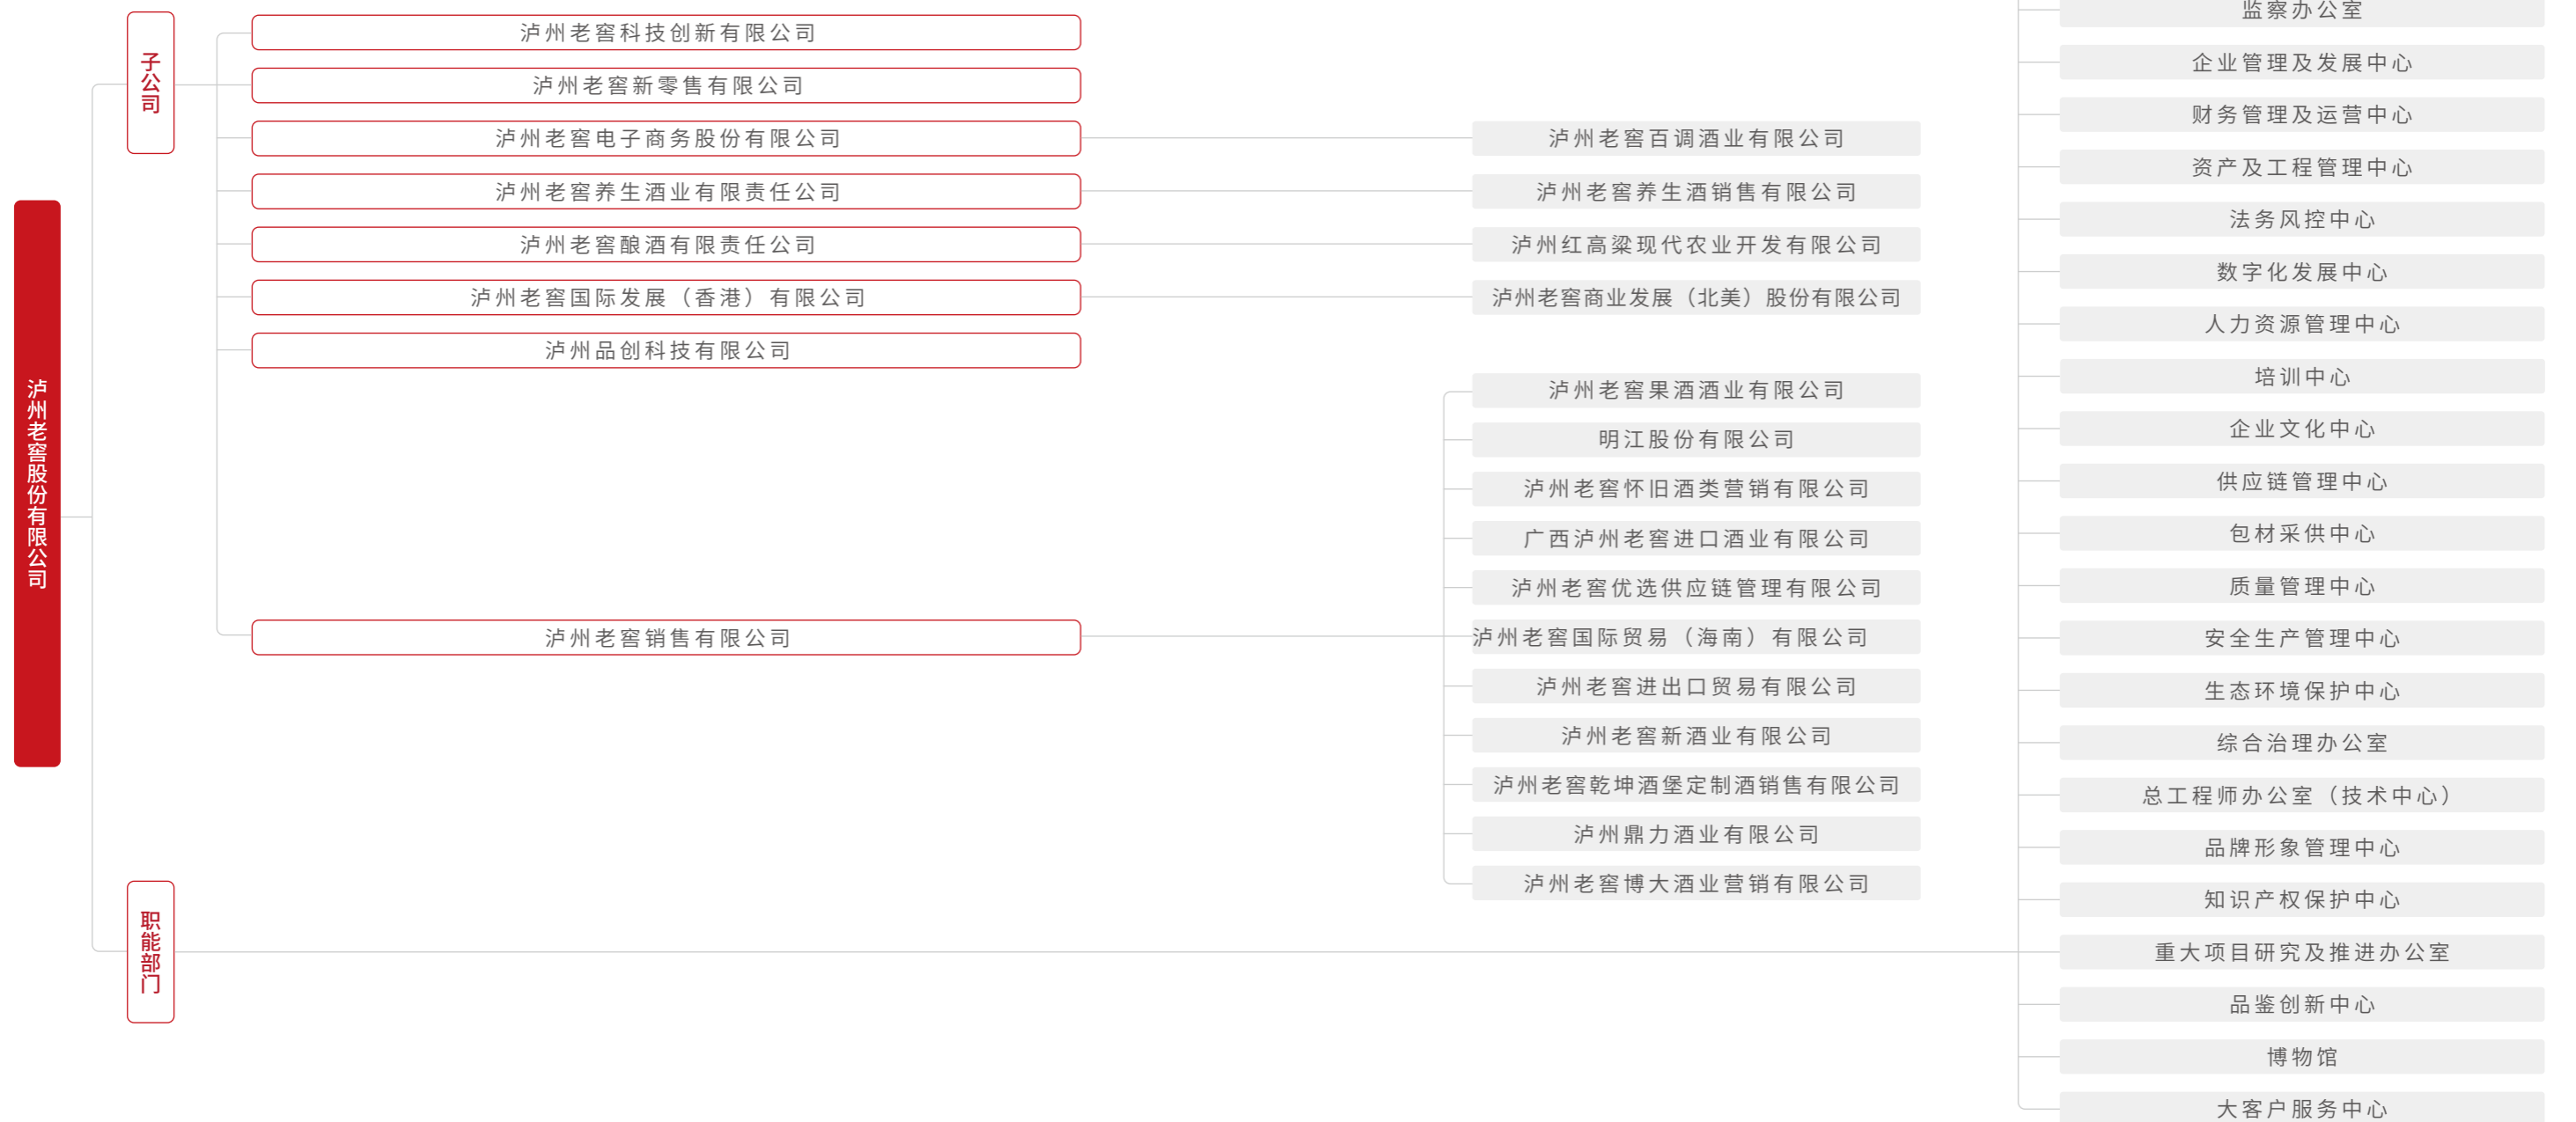 泸州老窖股份有限公司
子公司
泸州老窖科技创新有限公司
泸州老窖新零售有限公司
泸州老窖电子商务股份有限公司
泸州老窖养生酒业有限责任公司
泸州老窖酿酒有限责任公司
泸州老窖国际发展（香港）有限公司
泸州品创科技有限公司
泸州老窖销售有限公司
泸州老窖百调酒业有限公司
泸州老窖养生酒销售有限公司
泸州红高粱现代农业开发有限公司
泸州老窖商业发展（北美）股份有限公司
泸州老窖果酒酒业有限公司
明江股份有限公司
泸州老窖怀旧酒类营销有限公司
广西泸州老窖进口酒业有限公司
泸州老窖优选供应链管理有限公司
泸州老窖国际贸易（海南）有限公司
泸州老窖进出口贸易有限公司
泸州老窖新酒业有限公司
泸州老窖乾坤酒堡定制酒销售有限公司
泸州鼎力酒业有限公司
泸州老窖博大酒业营销有限公司
职能部门
监察办公室
企业管理及发展中心
财务管理及运营中心
资产及工程管理中心
法务风控中心
数字化发展中心
人力资源管理中心
培训中心
企业文化中心
供应链管理中心
包材采供中心
质量管理中心
安全生产管理中心
生态环境保护中心
综合治理办公室
总工程师办公室（技术中心）
品牌形象管理中心
知识产权保护中心
重大项目研究及推进办公室
品鉴创新中心
博物馆
大客户服务中心